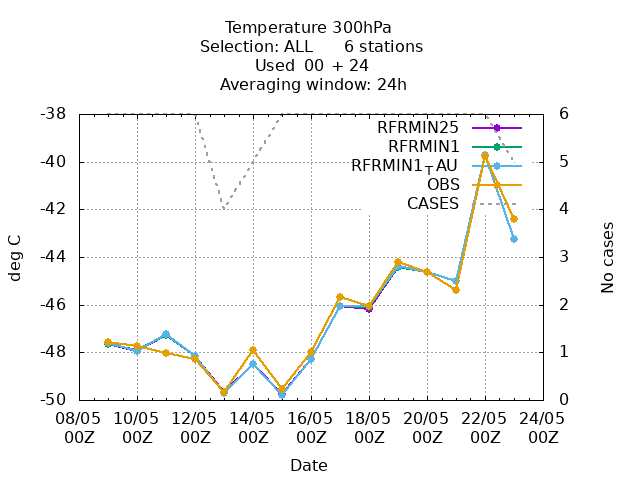 Temperature 300hPa
Selection: ALL      6 stations
Used  00  + 24
Averaging window: 24h
-38
-40
-42
-44
-46
-48
-50
deg C
RFRMIN25
RFRMIN1
RFRMIN1_TAU
OBS
CASES
6
5
4
3
2
1
0
No cases
08/05 10/05 12/05 14/05 16/05 18/05 20/05 22/05 24/05
00Z 00Z 00Z 00Z 00Z 00Z 00Z 00Z 00Z
Date